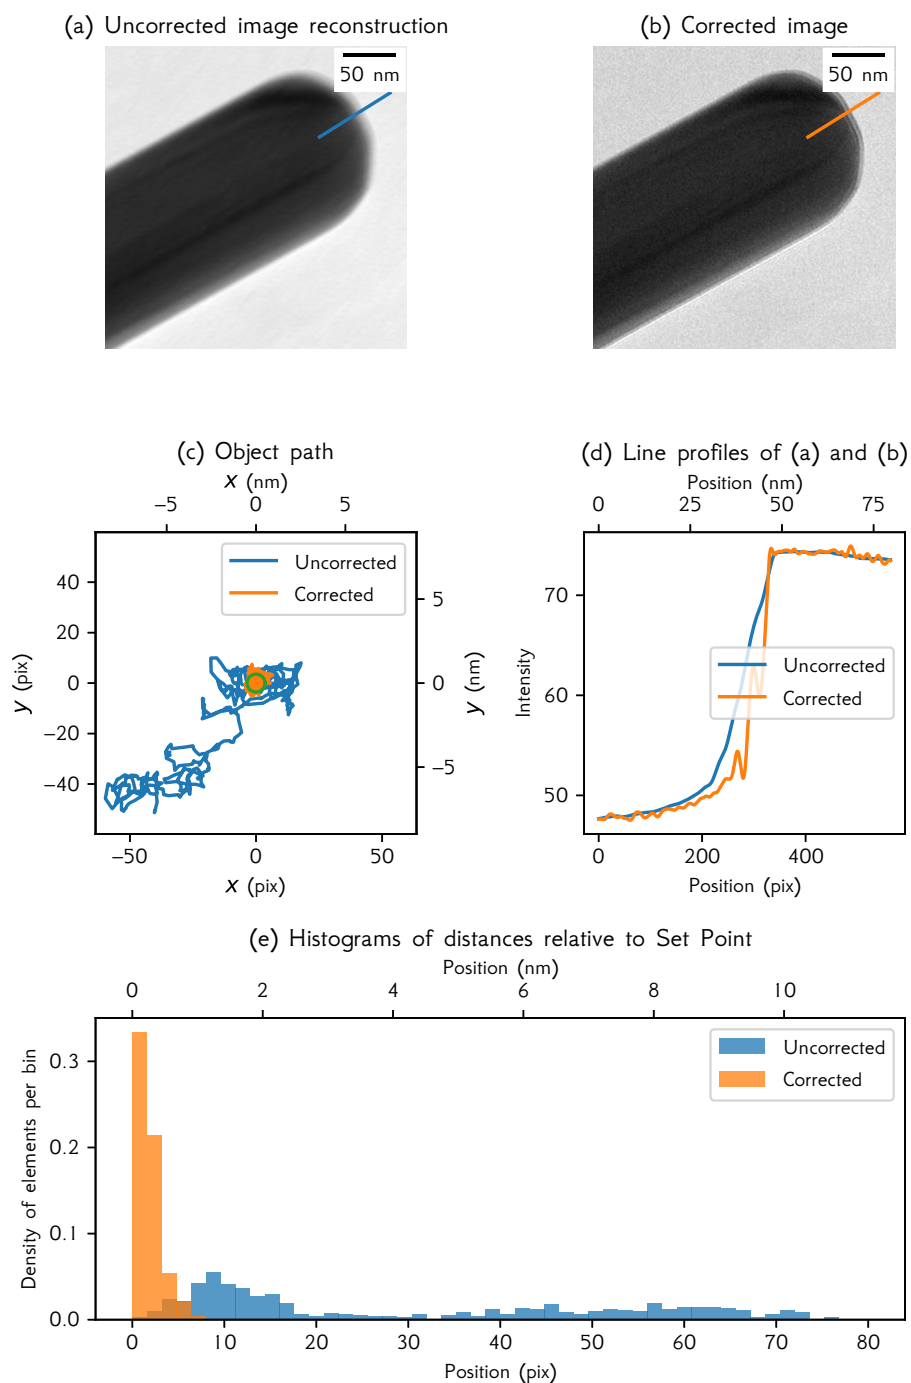 (a) Uncorrected image reconstruction
(b) Corrected image
50 nm
50 nm
(c) Object path
x (nm)
−5 0 5
Uncorrected
Corrected
40
20
0
−20
−40
y (pix)
5
0
−5
y (nm)
−50 0 50
x (pix)
(d) Line profiles of (a) and (b)
Position (nm)
0 25 50 75
70
60
50
Intensity
Uncorrected
Corrected
0 200 400
Position (pix)
(e) Histograms of distances relative to Set Point
Position (nm)
0 2 4 6 8 10
Uncorrected
Corrected
0.3
0.2
0.1
0.0
Density of elements per bin
0 10 20 30 40 50 60 70 80
Position (pix)